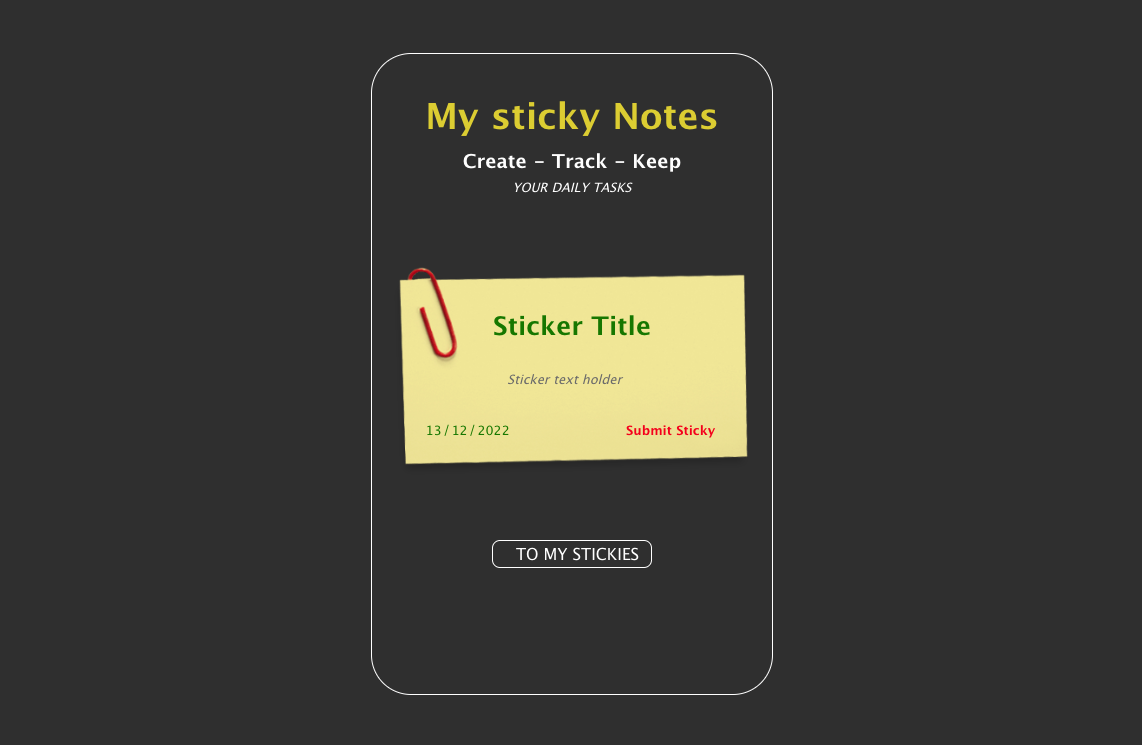 My sticky Notes
Create – Track – Keep
YOUR DAILY TASKS
Sticker Title
Sticker text holder
13/12/2022 Submit Sticky
TO MY STICKIES